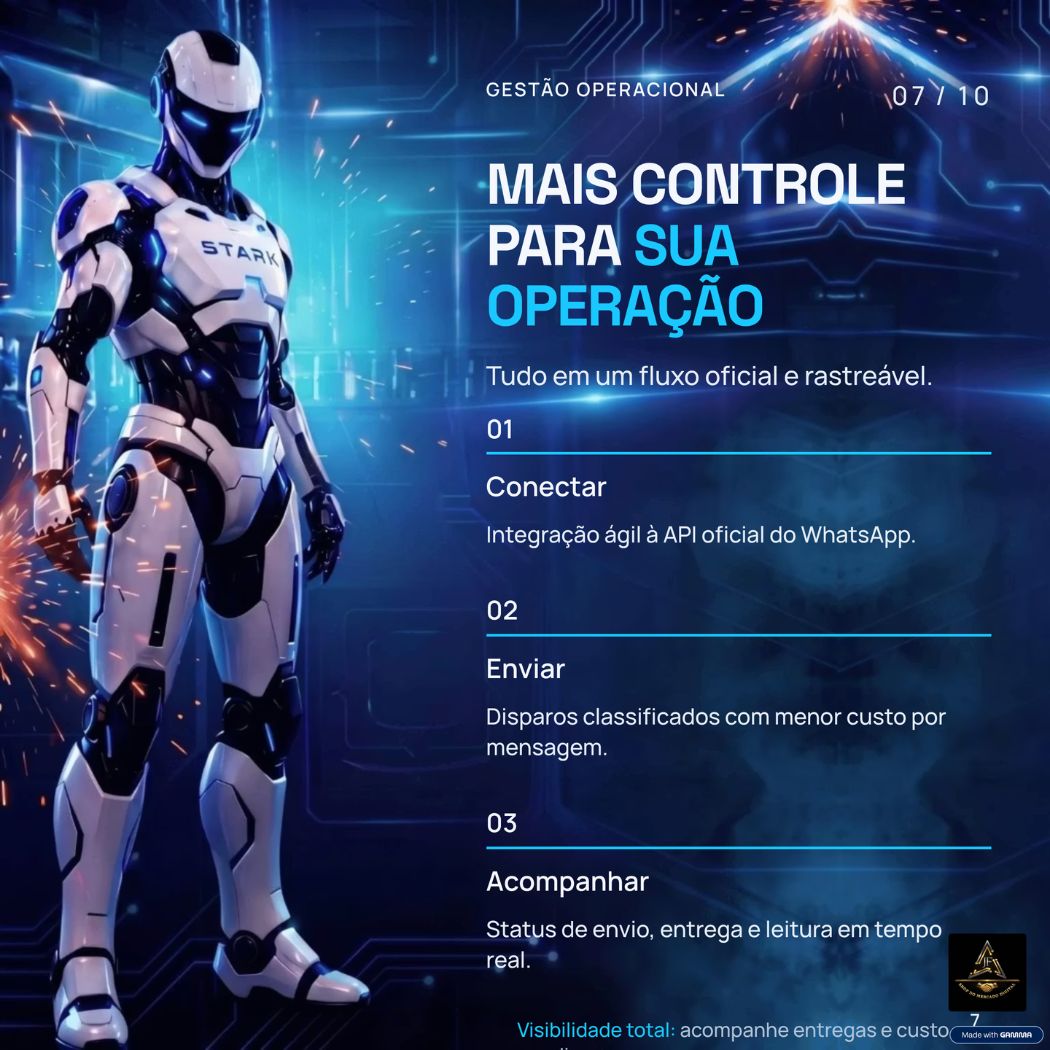 GESTÃO OPERACIONAL
07 / 10
MAIS CONTROLE
PARA SUA
OPERAÇÃO
STARK
Tudo em um fluxo oficial e rastreável.
01
Conectar
Integração ágil à API oficial do WhatsApp.
02
Enviar
Disparos classificados com menor custo por
mensagem.
03
Acompanhar
Status de envio, entrega e leitura em tempo
real.
Visibilidade total: acompanhe entregas e custo
7
Made with GAMMA